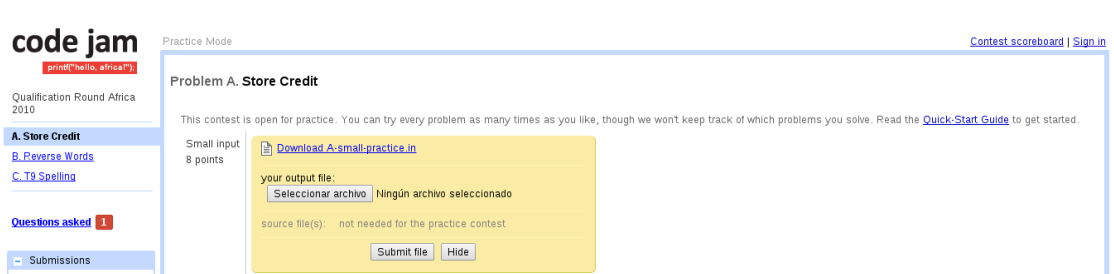 code jam
printf("hello, africa!");
Qualification Round Africa
2010
A. Store Credit
B. Reverse Words
C. T9 Spelling
Questions asked 1
Submissions
Practice Mode
Contest scoreboard | Sign in
Problem A. Store Credit
This contest is open for practice. You can try every problem as many times as you like, though we won't keep track of which problems you solve. Read the Quick-Start Guide to get started.
Small input
8 points
Download A-small-practice.in
your output file:
Seleccionar archivo Ningún archivo seleccionado
source file(s): not needed for the practice contest
Submit file Hide